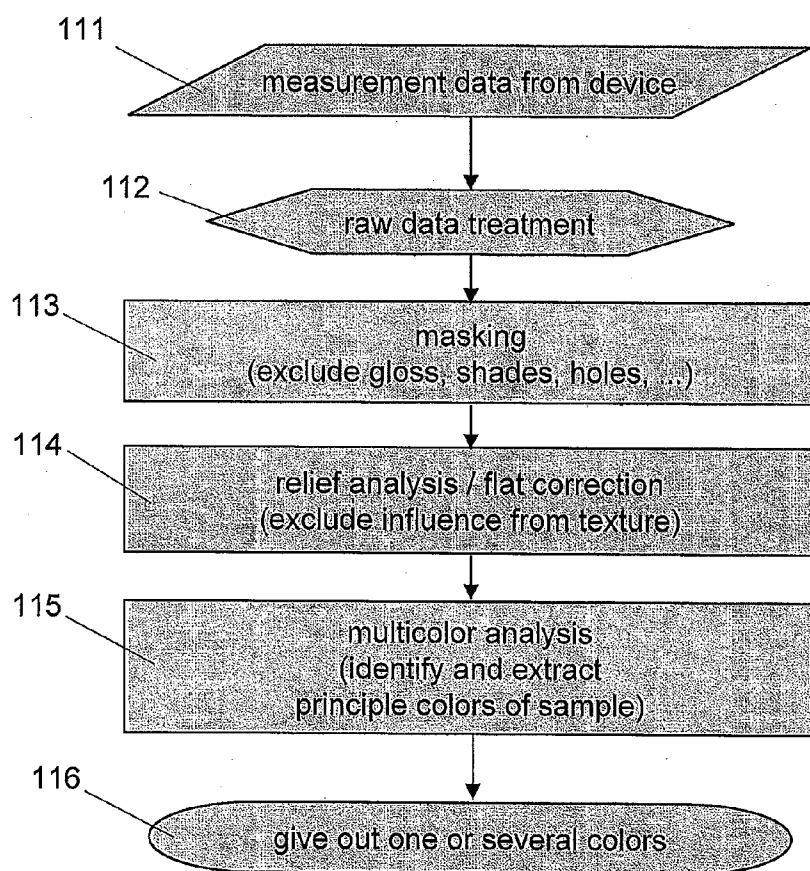 111
measurement data from device
112
raw data treatment
113
masking
(exclude gloss, shades, holes, ...)
114
relief analysis / flat correction
(exclude influence from texture)
115
multicolor analysis
(identify and extract
principle colors of sample)
116
give out one or several colors